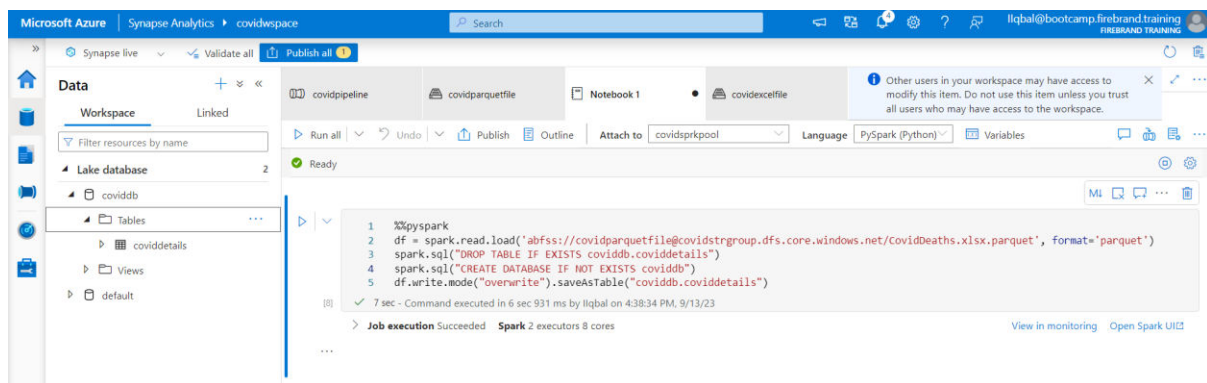 Microsoft Azure | Synapse Analytics ▸ covidwspace
Search
4
IIqbal@bootcamp.firebrand.training
FIREBRAND TRAINING
Synapse live
Validate all
Publish all 1
Data
Workspace
Linked
Filter resources by name
Lake database 2
coviddb
Tables
coviddetails
Views
default
covidpipeline
covidparquetfile
Notebook 1
covidexcelfile
Other users in your workspace may have access to
modify this item. Do not use this item unless you trust
all users who may have access to the workspace.
Run all
Undo
Publish
Outline
Attach to covidsprkpool
Language PySpark (Python)
Variables
Ready
M↓
1 %%pyspark
2 df = spark.read.load('abfss://covidparquetfile@covidstrgroup.dfs.core.windows.net/CovidDeaths.xlsx.parquet', format='parquet')
3 spark.sql("DROP TABLE IF EXISTS coviddb.coviddetails")
4 spark.sql("CREATE DATABASE IF NOT EXISTS coviddb")
5 df.write.mode("overwrite").saveAsTable("coviddb.coviddetails")
[8] 7 sec - Command executed in 6 sec 931 ms by IIqbal on 4:38:34 PM, 9/13/23
Job execution Succeeded Spark 2 executors 8 cores
View in monitoring Open Spark UI
...